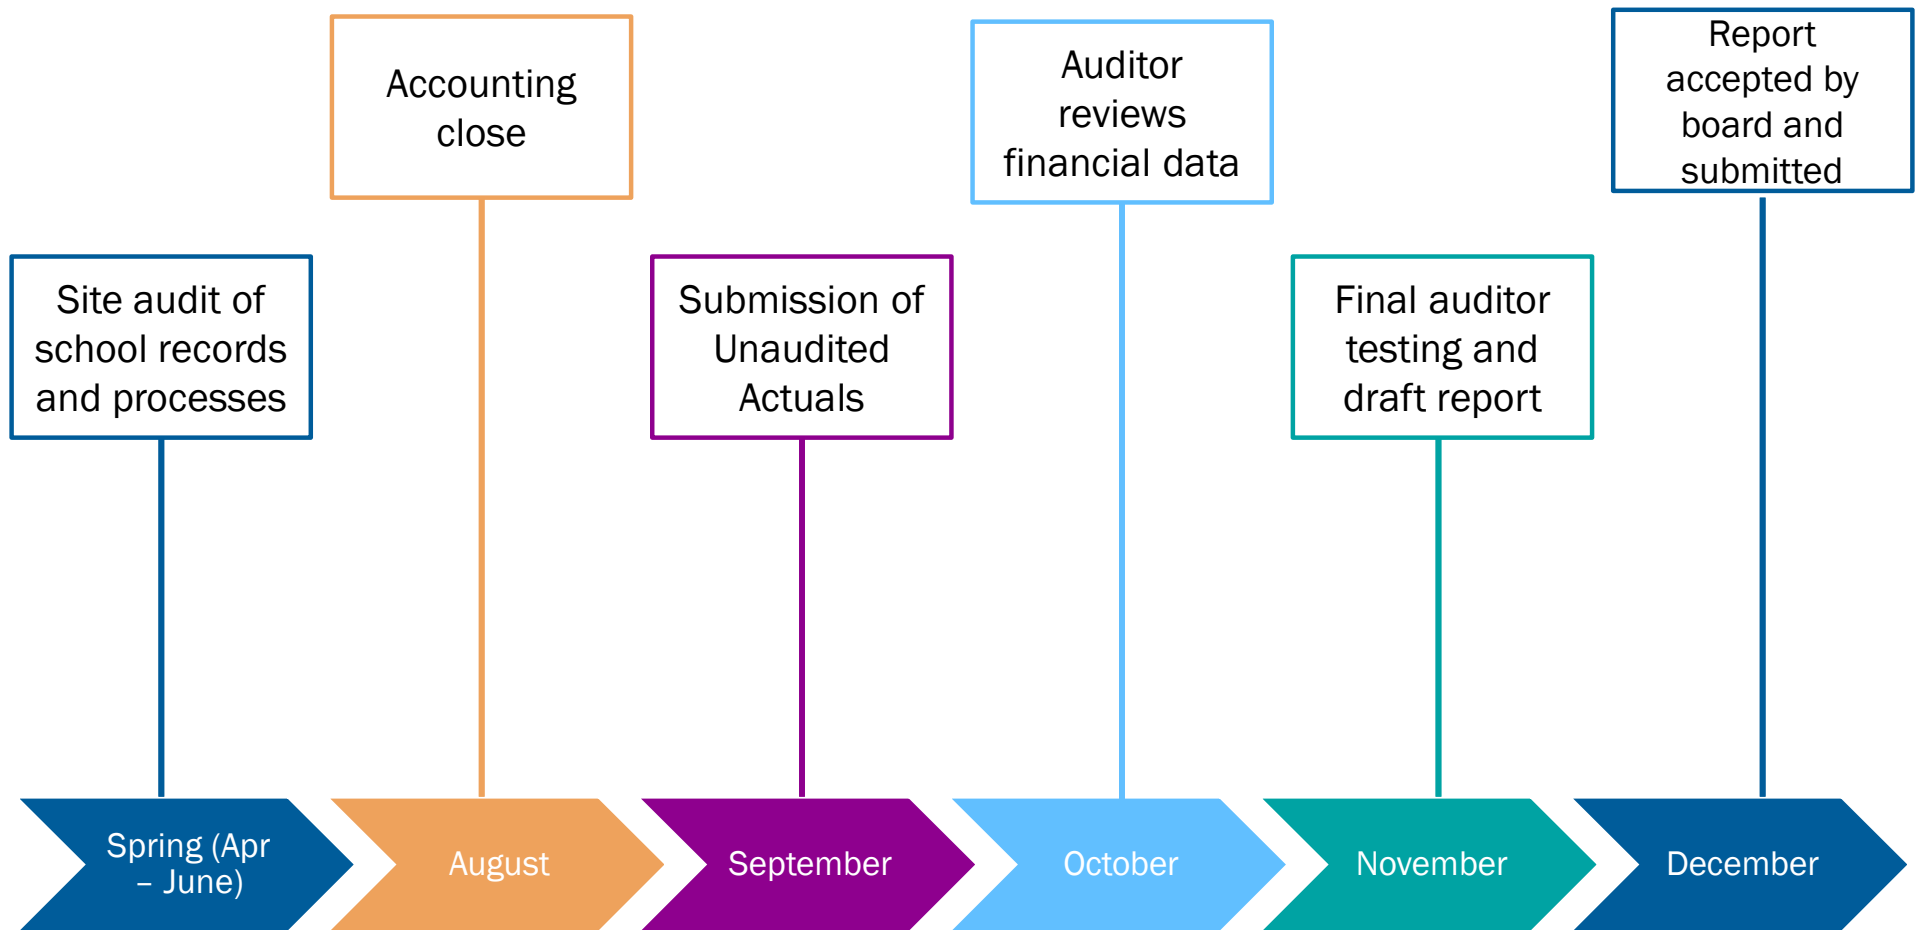 Site audit of
school records
and processes
Accounting
close
Submission of
Unaudited
Actuals
Auditor
reviews
financial data
Final auditor
testing and
draft report
Report
accepted by
board and
submitted
Spring (Apr
– June)
August
September
October
November
December